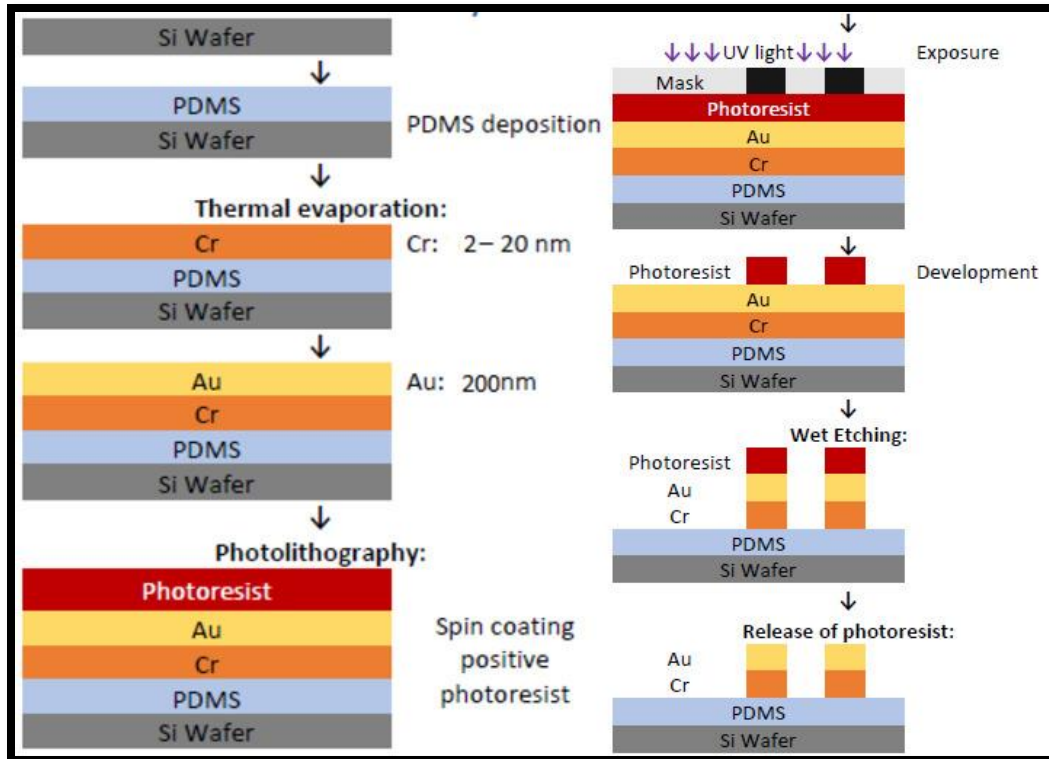 Si Wafer
PDMS
Si Wafer
PDMS deposition
Thermal evaporation:
Cr
PDMS
Si Wafer
Cr: 2– 20 nm
Au
Cr
PDMS
Si Wafer
Au: 200nm
Photolithography:
Photoresist
Au
Cr
PDMS
Si Wafer
Spin coating
positive
photoresist
UV light
Exposure
Mask
Photoresist
Au
Cr
PDMS
Si Wafer
Photoresist
Development
Au
Cr
PDMS
Si Wafer
Wet Etching:
Photoresist
Au
Cr
PDMS
Si Wafer
Release of photoresist:
Au
Cr
PDMS
Si Wafer